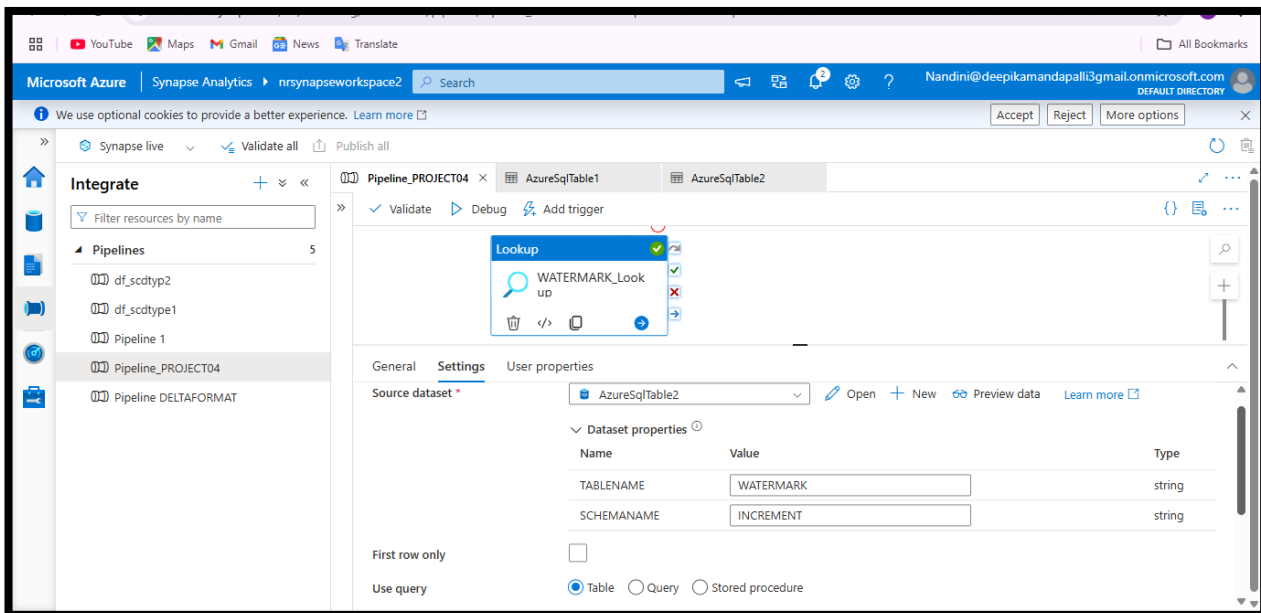 YouTube Maps Gmail News Translate All Bookmarks
Microsoft Azure Synapse Analytics nrsynapseworkspace2 Search 2 ? Nandini@deepikamandapalli3gmail.onmicrosoft.com
DEFAULT DIRECTORY
We use optional cookies to provide a better experience. Learn more Accept Reject More options
Synapse live Validate all Publish all
Integrate
Pipeline_PROJECT04 AzureSqlTable1 AzureSqlTable2
Filter resources by name
Validate Debug Add trigger
Pipelines 5
df_scdtyp2
df_scdtype1
Pipeline 1
Pipeline_PROJECT04
Pipeline DELTAFORMAT
Lookup
WATERMARK_Look
up
General Settings User properties
Source dataset * AzureSqlTable2 Open New Preview data Learn more
Dataset properties
Name Value Type
TABLENAME WATERMARK string
SCHEMANAME INCREMENT string
First row only
Use query Table Query Stored procedure